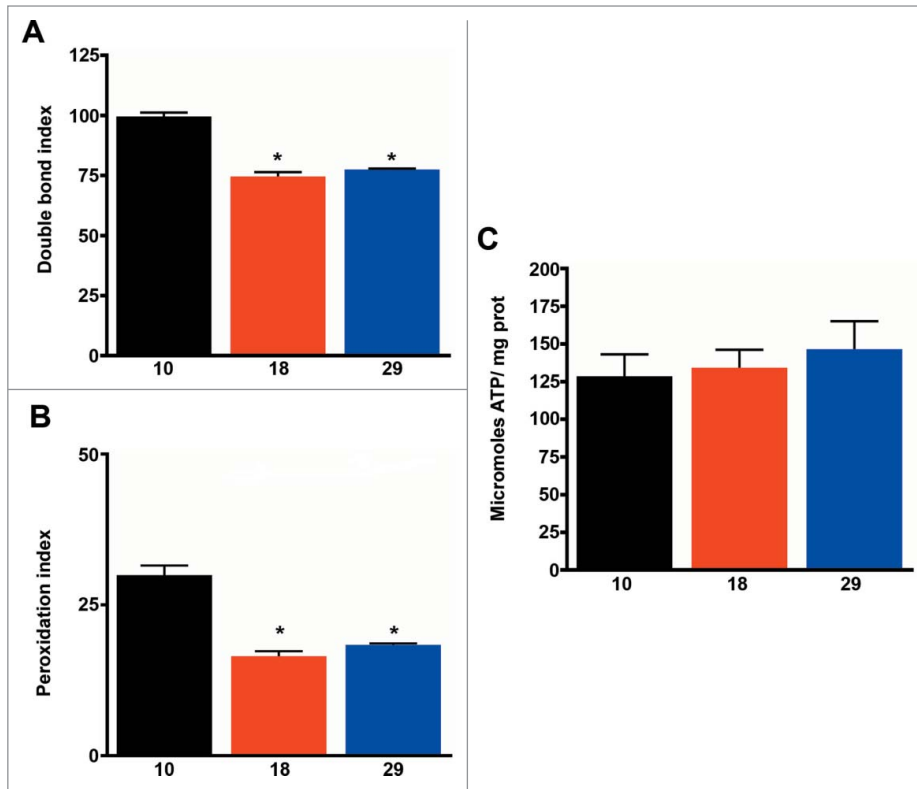 A
Double bond index
125
100
75
50
25
0
* *
10 18 29
B
Peroxidation index
50
25
0
* *
10 18 29
C
Micromoles ATP/ mg prot
200
175
150
125
100
75
50
25
0
10 18 29